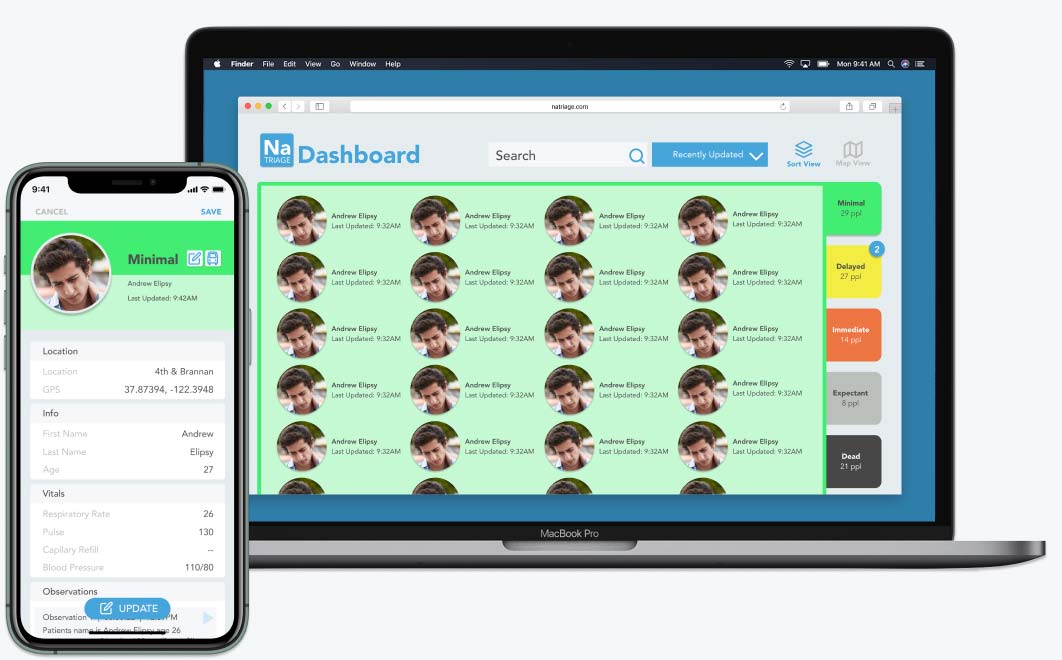 Finder File Edit View Go Window Help
Mon 9:41 AM
natriage.com
Na
TRIAGE
Dashboard
Search
Recently Updated
Sort View
Map View
Andrew Elipsy
Last Updated: 9:32AM
Andrew Elipsy
Last Updated: 9:32AM
Andrew Elipsy
Last Updated: 9:32AM
Andrew Elipsy
Last Updated: 9:32AM
Andrew Elipsy
Last Updated: 9:32AM
Andrew Elipsy
Last Updated: 9:32AM
Andrew Elipsy
Last Updated: 9:32AM
Andrew Elipsy
Last Updated: 9:32AM
Andrew Elipsy
Last Updated: 9:32AM
Andrew Elipsy
Last Updated: 9:32AM
Andrew Elipsy
Last Updated: 9:32AM
Andrew Elipsy
Last Updated: 9:32AM
Andrew Elipsy
Last Updated: 9:32AM
Andrew Elipsy
Last Updated: 9:32AM
Andrew Elipsy
Last Updated: 9:32AM
Andrew Elipsy
Last Updated: 9:32AM
Andrew Elipsy
Last Updated: 9:32AM
Andrew Elipsy
Last Updated: 9:32AM
Andrew Elipsy
Last Updated: 9:32AM
Andrew Elipsy
Last Updated: 9:32AM
Minimal
29 ppl
2
Delayed
27 ppl
Immediate
14 ppl
Expectant
8 ppl
Dead
21 ppl
MacBook Pro
9:41
CANCEL SAVE
Minimal
Andrew Elipsy
Last Updated: 9:42AM
Location
Location 4th & Brannan
GPS 37.87394, -122.3948
Info
First Name Andrew
Last Name Elipsy
Age 27
Vitals
Respiratory Rate 26
Pulse 130
Capilary Refill --
Blood Pressure 110/80
Observations
UPDATE
Observation PM
Patients name is Andrew Elipsy age 26